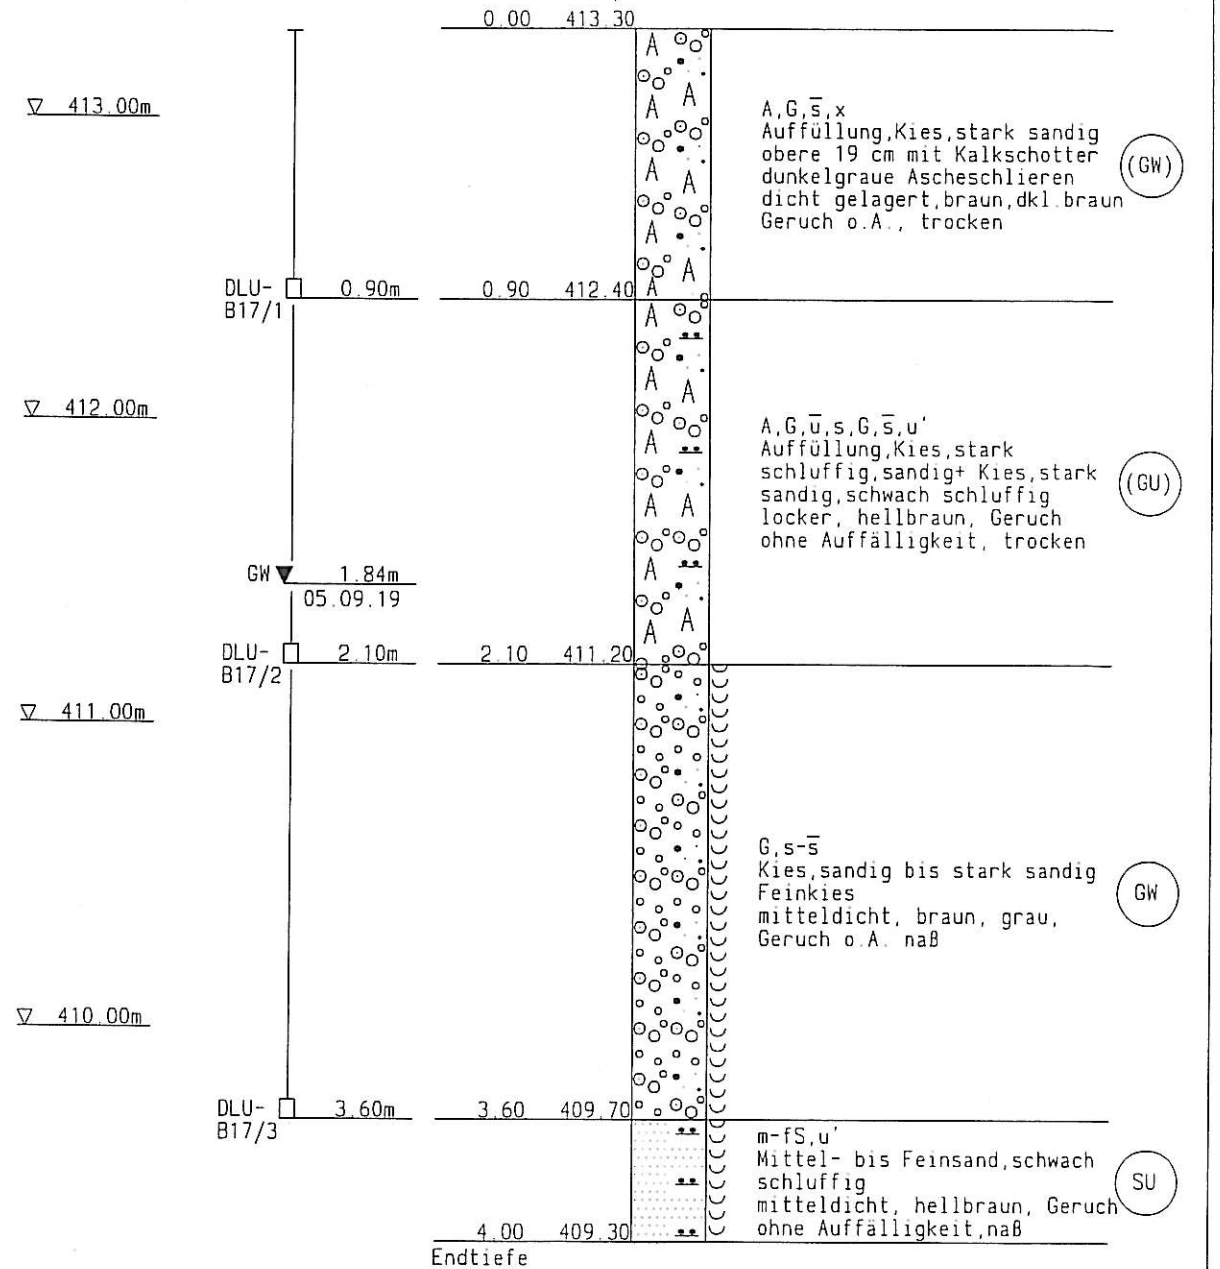 0.00 413.30
413.00m
A,G,s̅,x
Auffüllung,Kies,stark sandig
obere 19 cm mit Kalkschotter
dunkelgraue Ascheschlieren
dicht gelagert,braun,dkl.braun
Geruch o.A., trocken
(GW)
DLU-
B17/1
0.90m
0.90 412.40
412.00m
A,G,u̅,s,G,s̅,u'
Auffüllung,Kies,stark
schluffig,sandig+ Kies,stark
sandig,schwach schluffig
locker, hellbraun, Geruch
ohne Auffälligkeit, trocken
(GU)
GW 1.84m
05.09.19
DLU-
B17/2
2.10m
2.10 411.20
411.00m
G,s-s̅
Kies,sandig bis stark sandig
Feinkies
mitteldicht, braun, grau,
Geruch o.A. naß
GW
410.00m
DLU-
B17/3
3.60m
3.60 409.70
m-fS,u'
Mittel- bis Feinsand,schwach
schluffig
mitteldicht, hellbraun, Geruch
ohne Auffälligkeit,naß
SU
4.00 409.30
Endtiefe